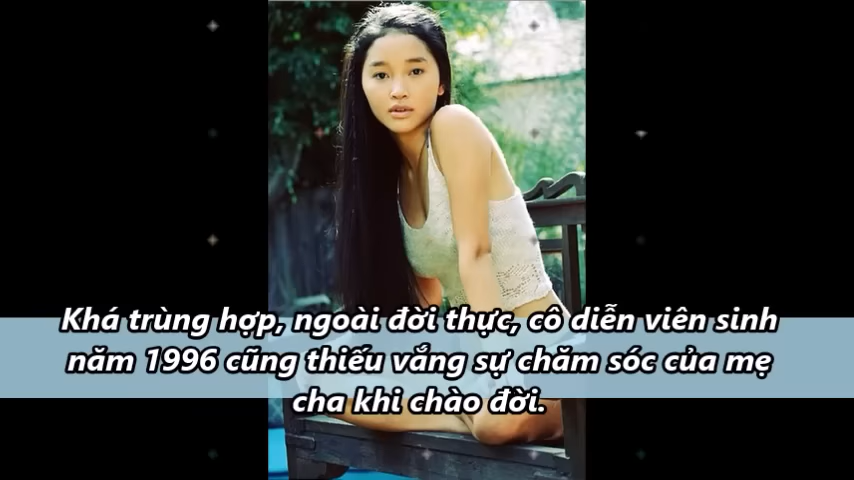 Khá trùng hợp, ngoài đời thực, cô diễn viên sinh
năm 1996 cũng thiếu vắng sự chăm sóc của mẹ
cha khi chào đời.